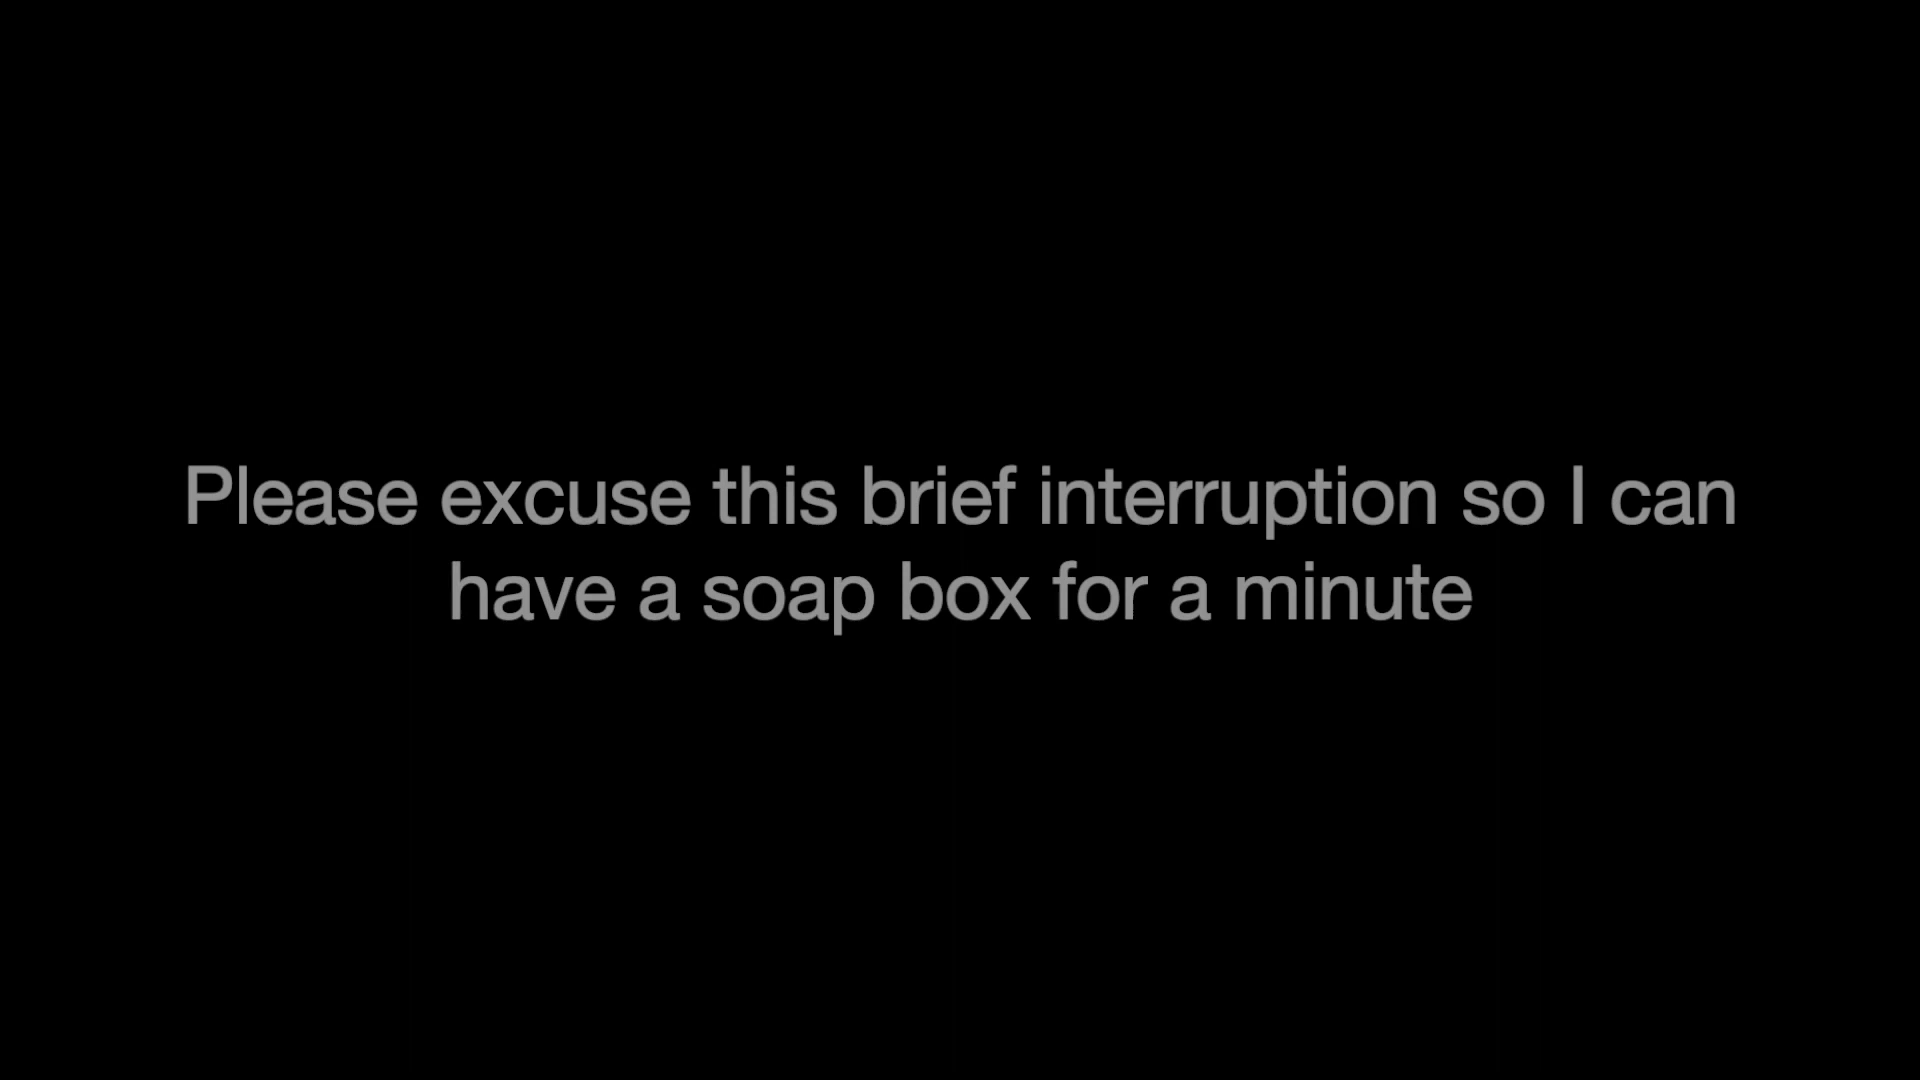 Please excuse this brief interruption so I can
have a soap box for a minute